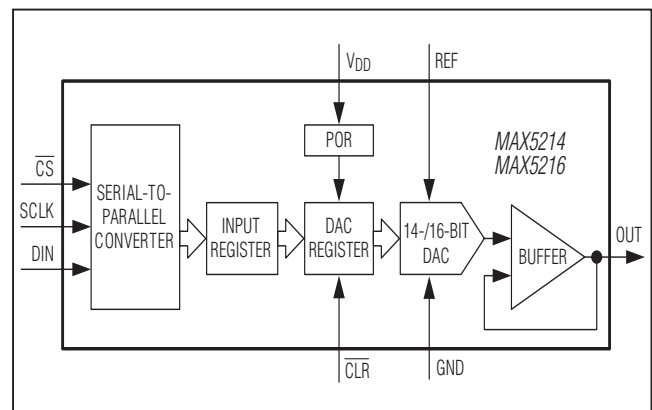 VDD
REF
POR
MAX5214
MAX5216
CS
SCLK
DIN
SERIAL-TO-
PARALLEL
CONVERTER
INPUT
REGISTER
DAC
REGISTER
14-/16-BIT
DAC
BUFFER
OUT
CLR
GND